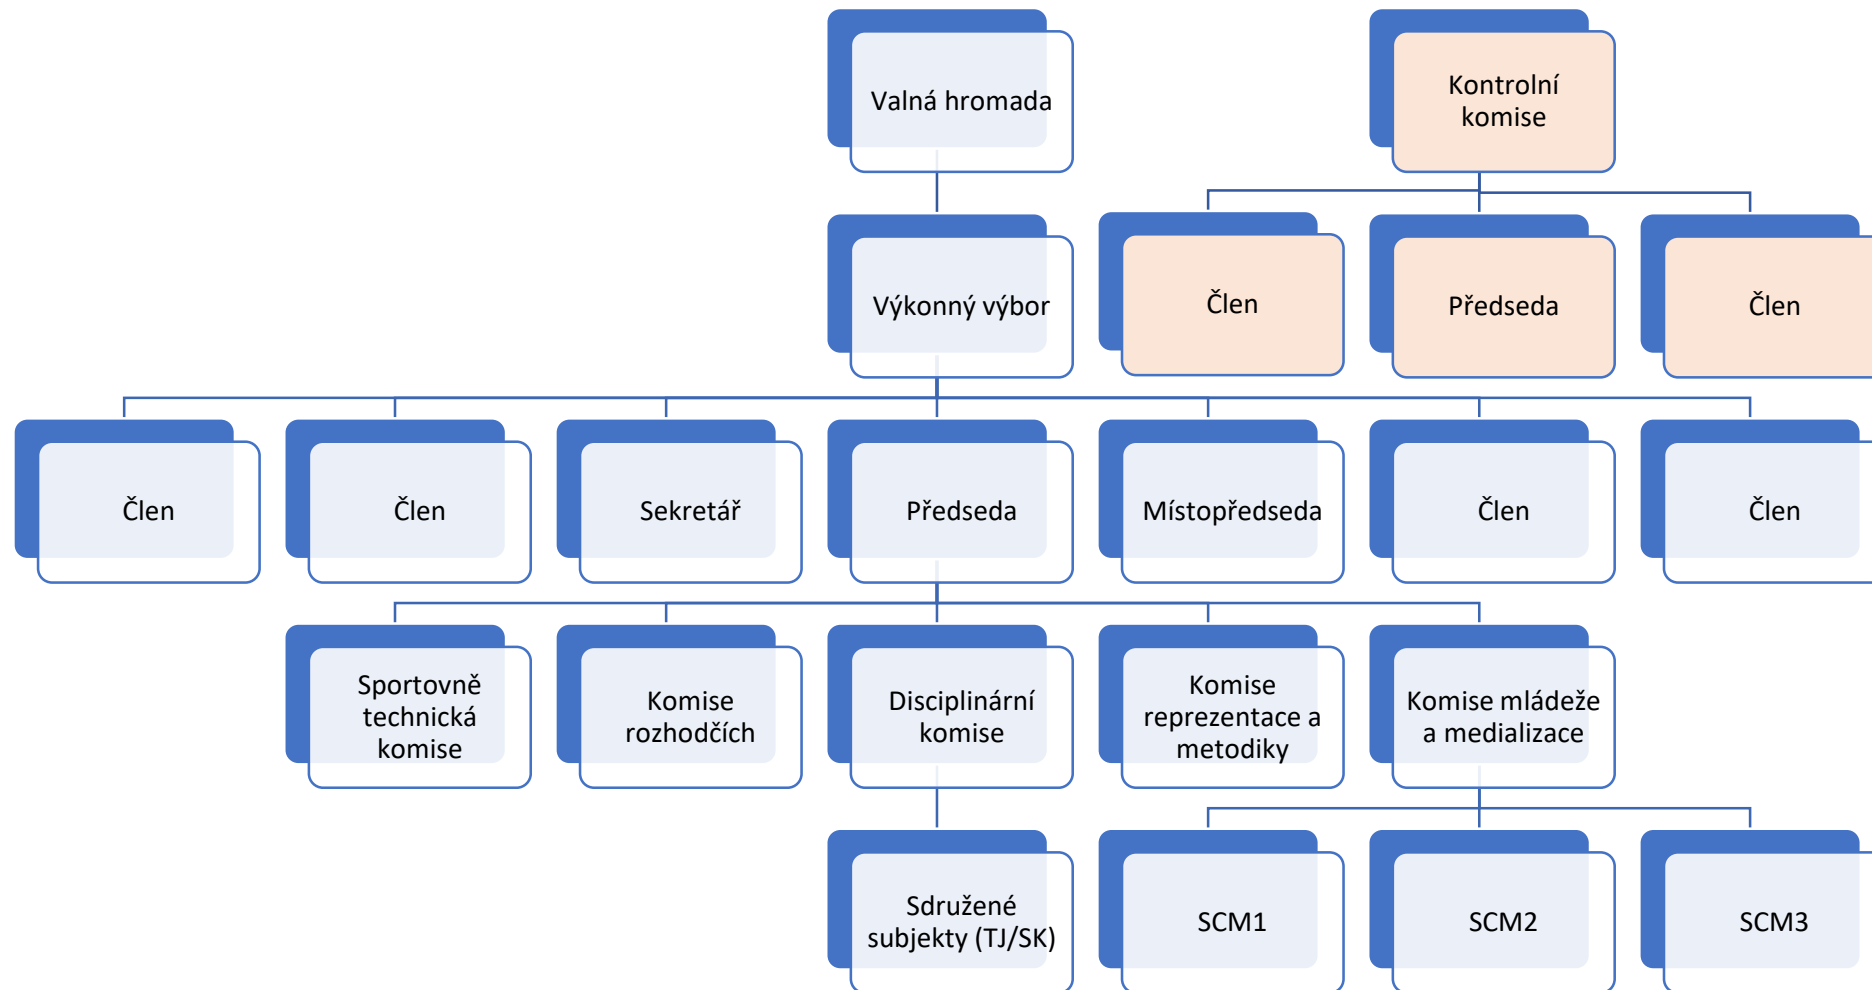 Valná hromada
Kontrolní
komise
Výkonný výbor
Člen
Předseda
Člen
Člen
Člen
Sekretář
Předseda
Místopředseda
Člen
Člen
Sportovně
technická
komise
Komise
rozhodčích
Disciplinární
komise
Komise
reprezentace a
metodiky
Komise mládeže
a medializace
Sdružené
subjekty (TJ/SK)
SCM1
SCM2
SCM3